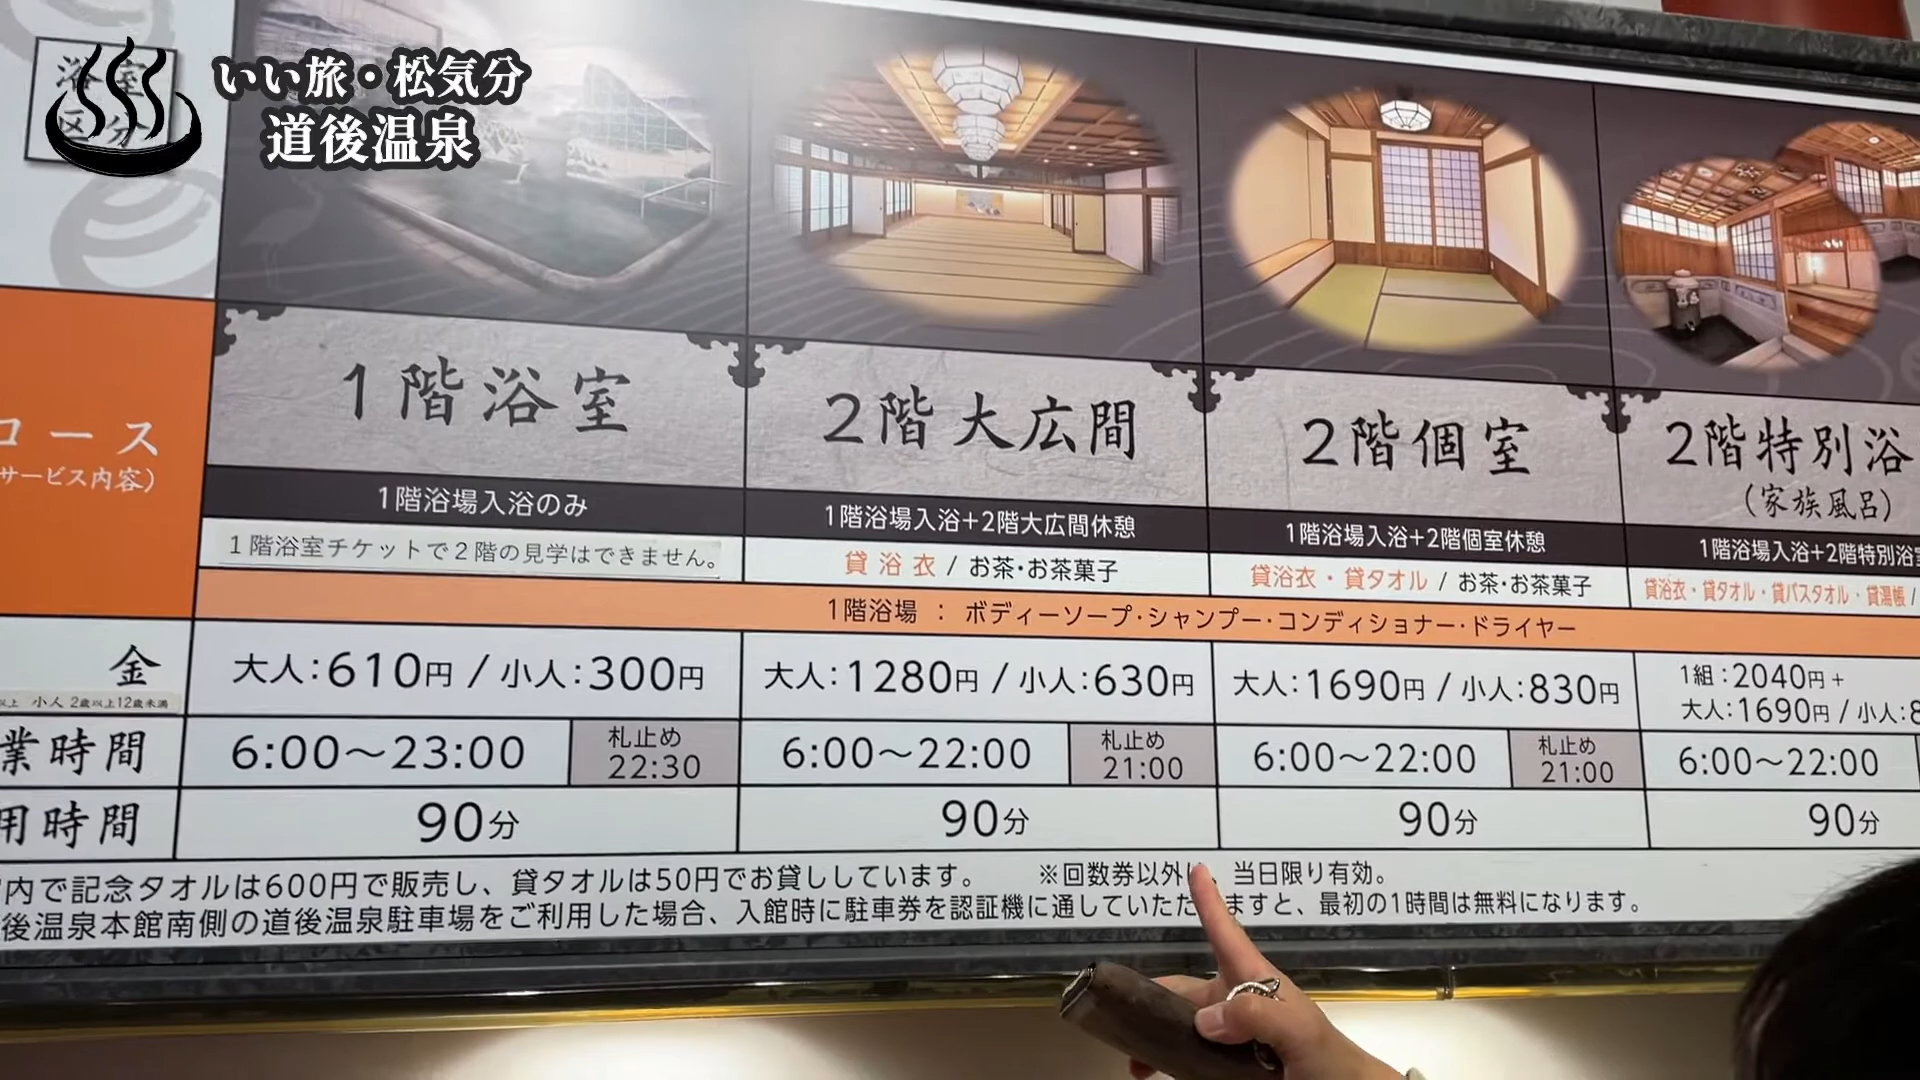 浴室
区分
いい旅・松気分
道後温泉
コース
サービス内容）
1階浴室
2階大広間
2階個室
2階特別浴
（家族風呂）
1階浴場入浴のみ
1階浴場入浴+2階大広間休憩
1階浴場入浴+2階個室休憩
1階浴場入浴+2階特別浴室
1階浴室チケットで2階の見学はできません。
貸浴衣 / お茶・お茶菓子
貸浴衣・貸タオル / お茶・お茶菓子
貸浴衣・貸タオル・貸バスタオル・貸湯帳 /
1階浴場 ： ボディーソープ・シャンプー・コンディショナー・ドライヤー
金
以上 小人 2歳以上12歳未満
大人:610円 / 小人:300円
大人:1280円 / 小人:630円
大人:1690円 / 小人:830円
1組:2040円+
大人:1690円 / 小人:8
業時間
6:00〜23:00
札止め
22:30
6:00〜22:00
札止め
21:00
6:00〜22:00
札止め
21:00
6:00〜22:00
用時間
90分
90分
90分
90分
内で記念タオルは600円で販売し、貸タオルは50円でお貸ししています。 ※回数券以外は、当日限り有効。
後温泉本館南側の道後温泉駐車場をご利用した場合、入館時に駐車券を認証機に通していただきますと、最初の1時間は無料になります。